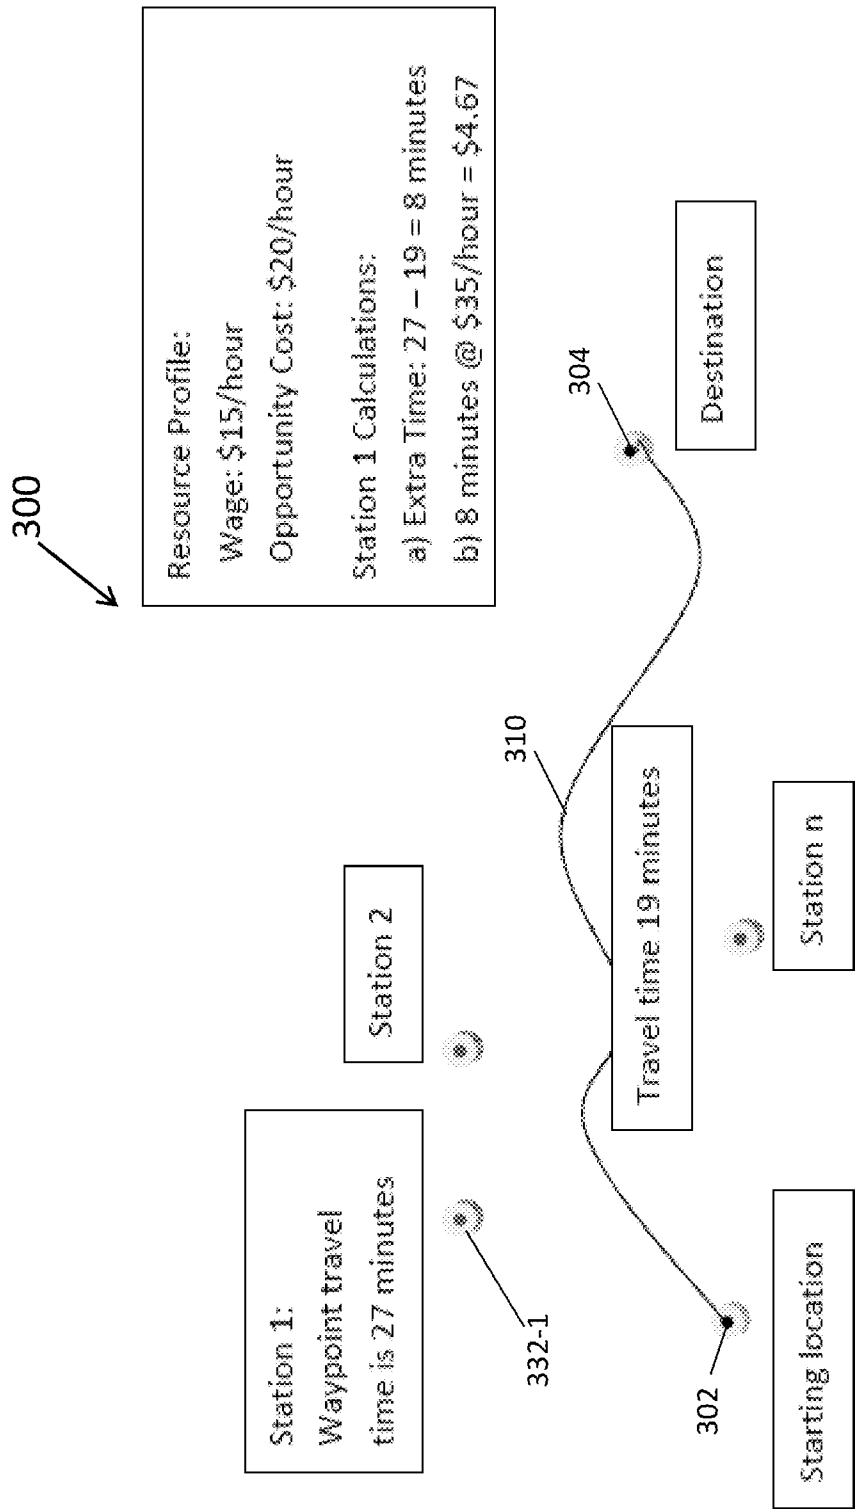 300
Resource Profile:
Wage: $15/hour
Opportunity Cost: $20/hour
Station 1 Calculations:
a) Extra Time: 27 – 19 = 8 minutes
b) 8 minutes @ $35/hour = $4.67
Station 1:
Waypoint travel
time is 27 minutes
Station 2
332-1
310
304
Travel time 19 minutes
302
Starting location
Station n
Destination